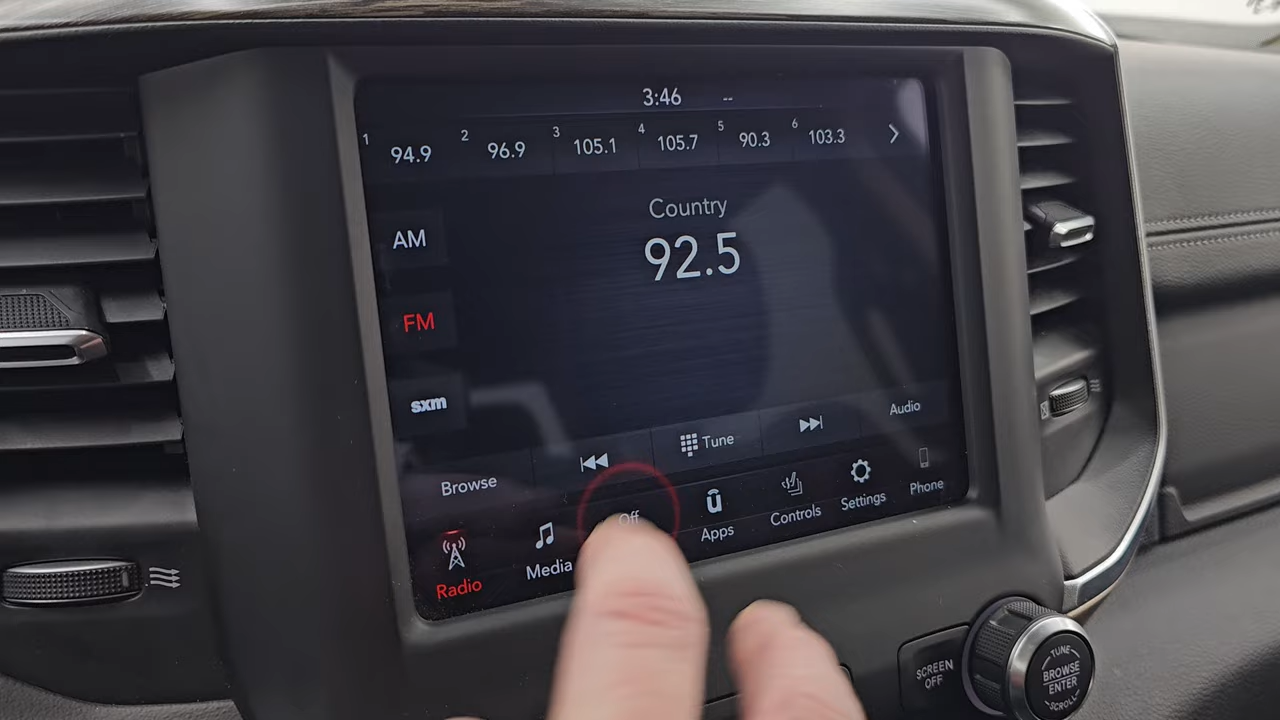 3:46 --
1 94.9 2 96.9 3 105.1 4 105.7 5 90.3 6 103.3
Country
92.5
AM
FM
sxm
Browse Tune Audio
Radio Media Off Apps Controls Settings Phone
SCREEN
OFF
TUNE
BROWSE
ENTER
SCROLL